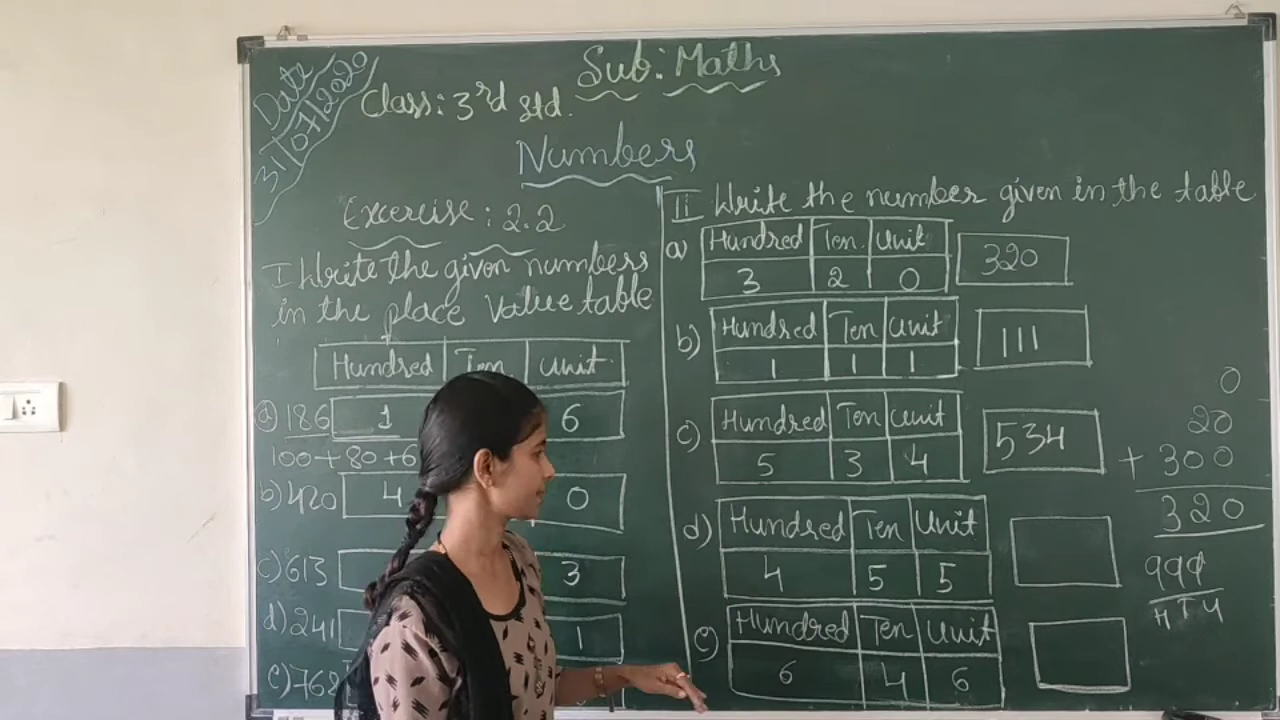 Date
31/07/2020
Sub: Maths
Class: 3rd std.
Numbers
Excercise: 2.2
I Write the given numbers
in the place value table
Hundred Ten Unit
a) 186 1 6
100+80+6
b) 420 4 0
c) 613 3
d) 241 1
e) 768
II Write the number given in the table
a) Hundred Ten. Unit
3 2 0 320
b) Hundred Ten Unit
1 1 1 111
c) Hundred Ten Unit
5 3 4 534
d) Hundred Ten Unit
4 5 5
e) Hundred Ten Unit
6 4 6
0
20
+ 300
320
999
H T U